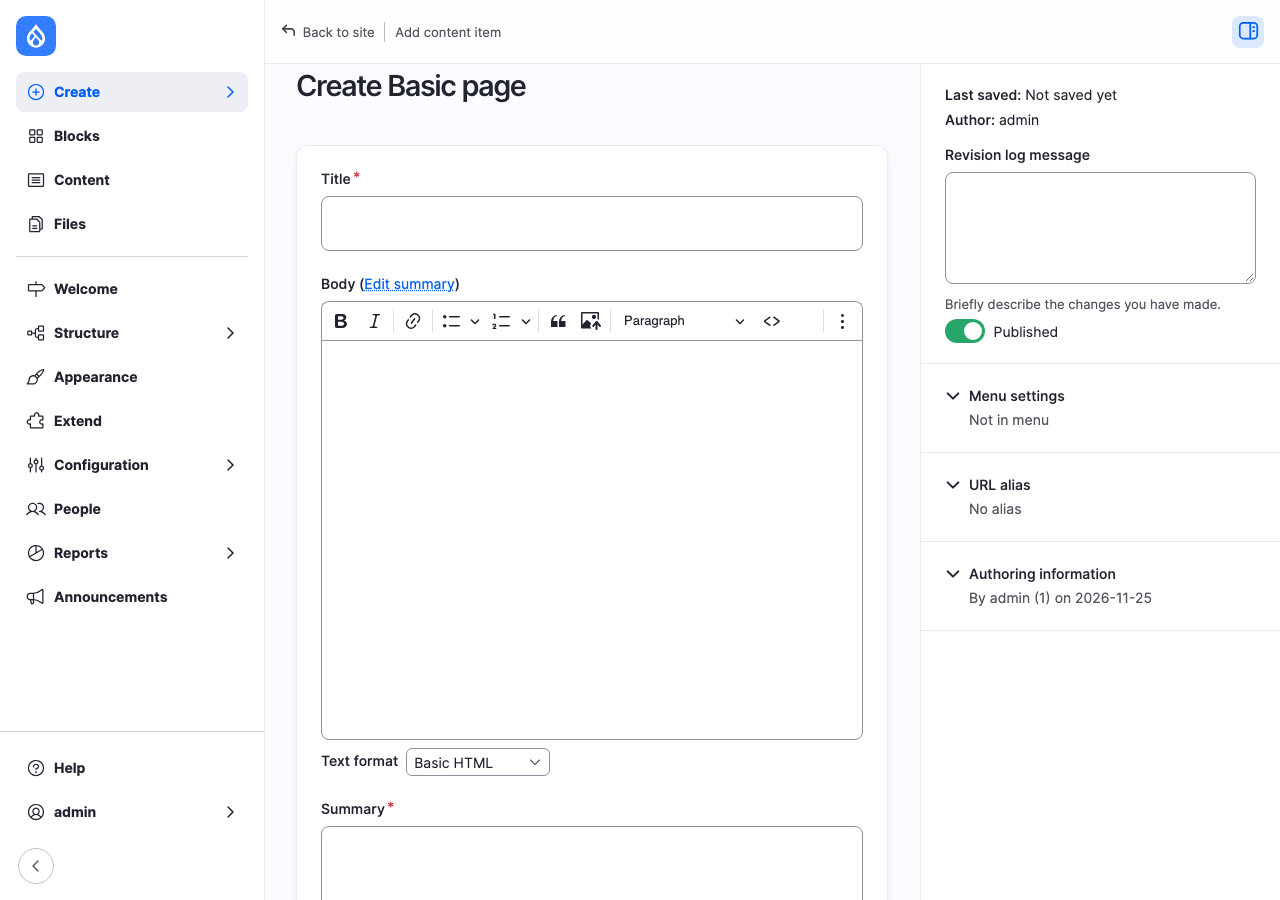 Create
Blocks
Content
Files
Welcome
Structure
Appearance
Extend
Configuration
People
Reports
Announcements
Help
admin
Back to site
Add content item
Create Basic page
Title*
Body (Edit summary)
Paragraph
Text format
Basic HTML
Summary*
Last saved: Not saved yet
Author: admin
Revision log message
Briefly describe the changes you have made.
Published
Menu settings
Not in menu
URL alias
No alias
Authoring information
By admin (1) on 2026-11-25